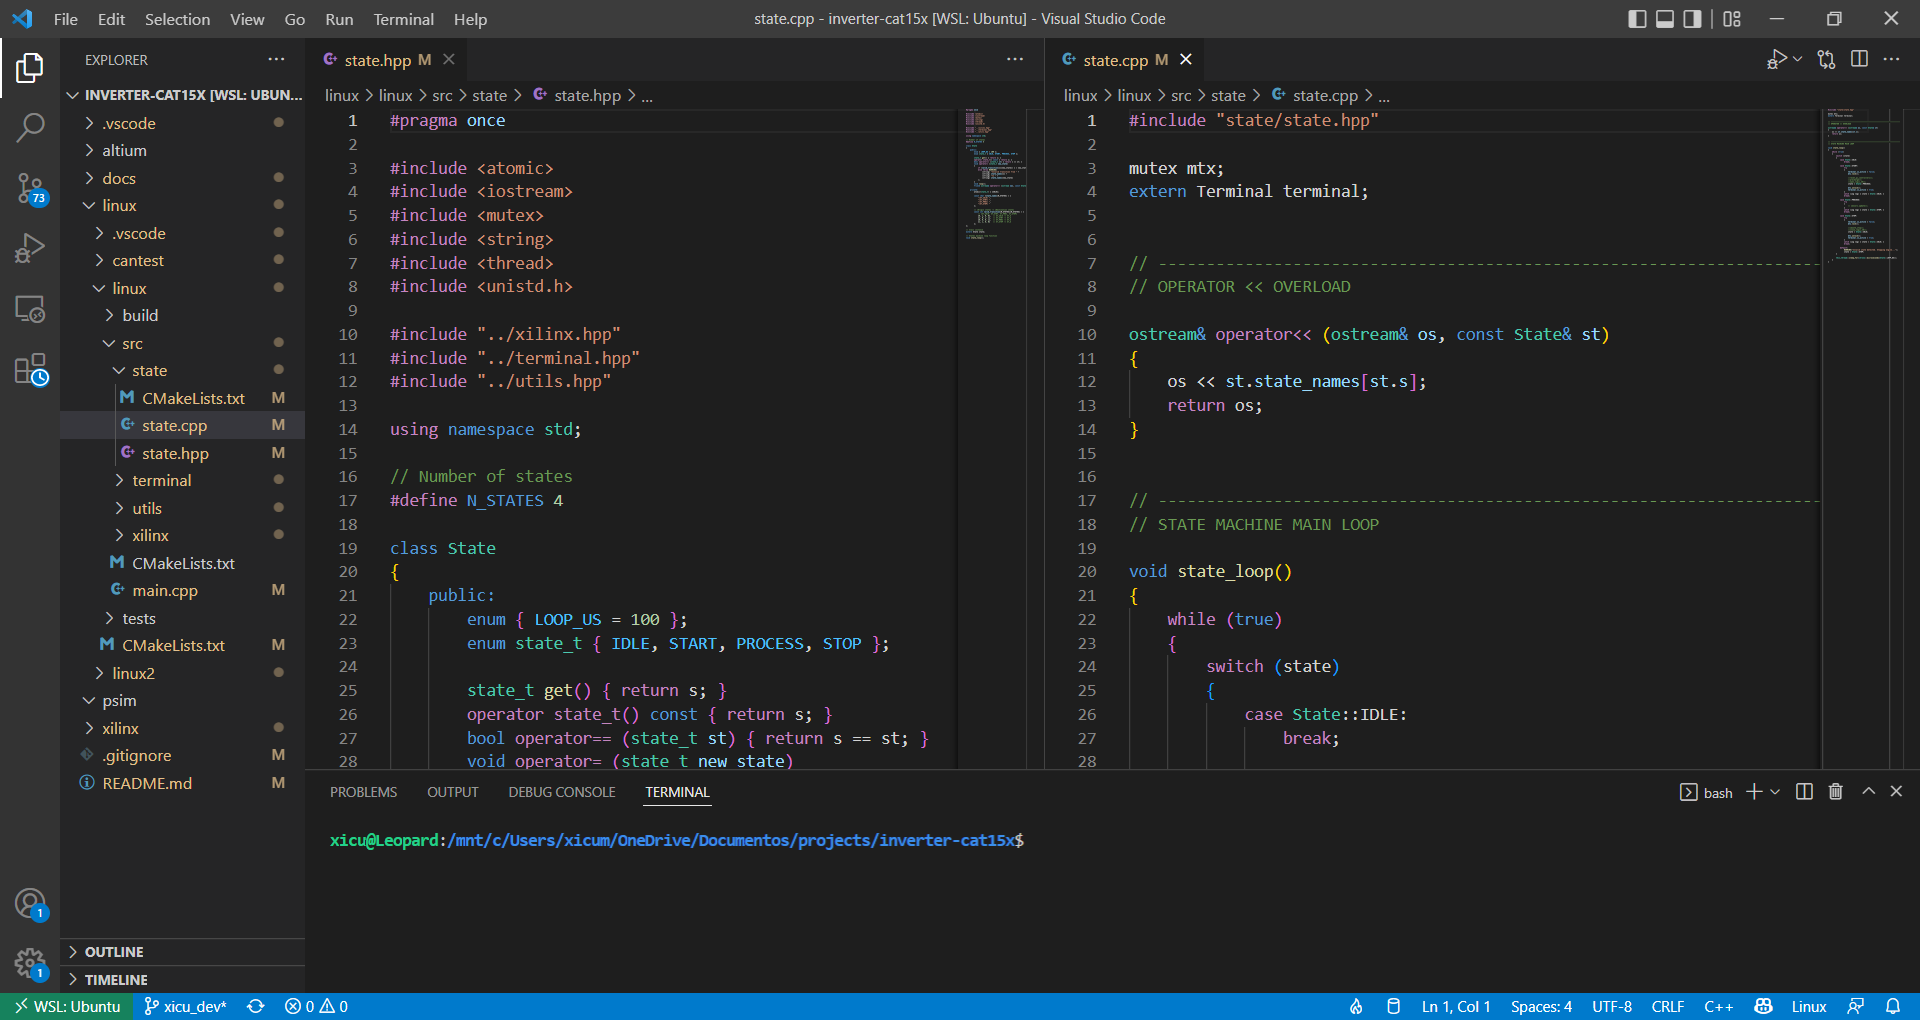 File Edit Selection View Go Run Terminal Help
state.cpp - inverter-cat15x [WSL: Ubuntu] - Visual Studio Code
EXPLORER
INVERTER-CAT15X [WSL: UBUN...
.vscode
altium
docs
linux
.vscode
cantest
linux
build
src
state
CMakeLists.txt M
state.cpp M
state.hpp M
terminal
utils
xilinx
CMakeLists.txt
main.cpp M
tests
CMakeLists.txt M
linux2
psim
xilinx
.gitignore M
README.md M
OUTLINE
TIMELINE
73
1
1
state.hpp M
linux > linux > src > state > state.hpp > ...
1 #pragma once
2
3 #include <atomic>
4 #include <iostream>
5 #include <mutex>
6 #include <string>
7 #include <thread>
8 #include <unistd.h>
9
10 #include "../xilinx.hpp"
11 #include "../terminal.hpp"
12 #include "../utils.hpp"
13
14 using namespace std;
15
16 // Number of states
17 #define N_STATES 4
18
19 class State
20 {
21 public:
22 enum { LOOP_US = 100 };
23 enum state_t { IDLE, START, PROCESS, STOP };
24
25 state_t get() { return s; }
26 operator state_t() const { return s; }
27 bool operator== (state_t st) { return s == st; }
28 void operator= (state_t new_state)
state.cpp M
linux > linux > src > state > state.cpp > ...
1 #include "state/state.hpp"
2
3 mutex mtx;
4 extern Terminal terminal;
5
6
7 // ---------------------------------------------------------------------
8 // OPERATOR << OVERLOAD
9
10 ostream& operator<< (ostream& os, const State& st)
11 {
12 os << st.state_names[st.s];
13 return os;
14 }
15
16
17 // ---------------------------------------------------------------------
18 // STATE MACHINE MAIN LOOP
19
20 void state_loop()
21 {
22 while (true)
23 {
24 switch (state)
25 {
26 case State::IDLE:
27 break;
28
PROBLEMS OUTPUT DEBUG CONSOLE TERMINAL
bash
xicu@Leopard:/mnt/c/Users/xicum/OneDrive/Documentos/projects/inverter-cat15x$
WSL: Ubuntu xicu_dev* 0 0
Ln 1, Col 1 Spaces: 4 UTF-8 CRLF C++ Linux